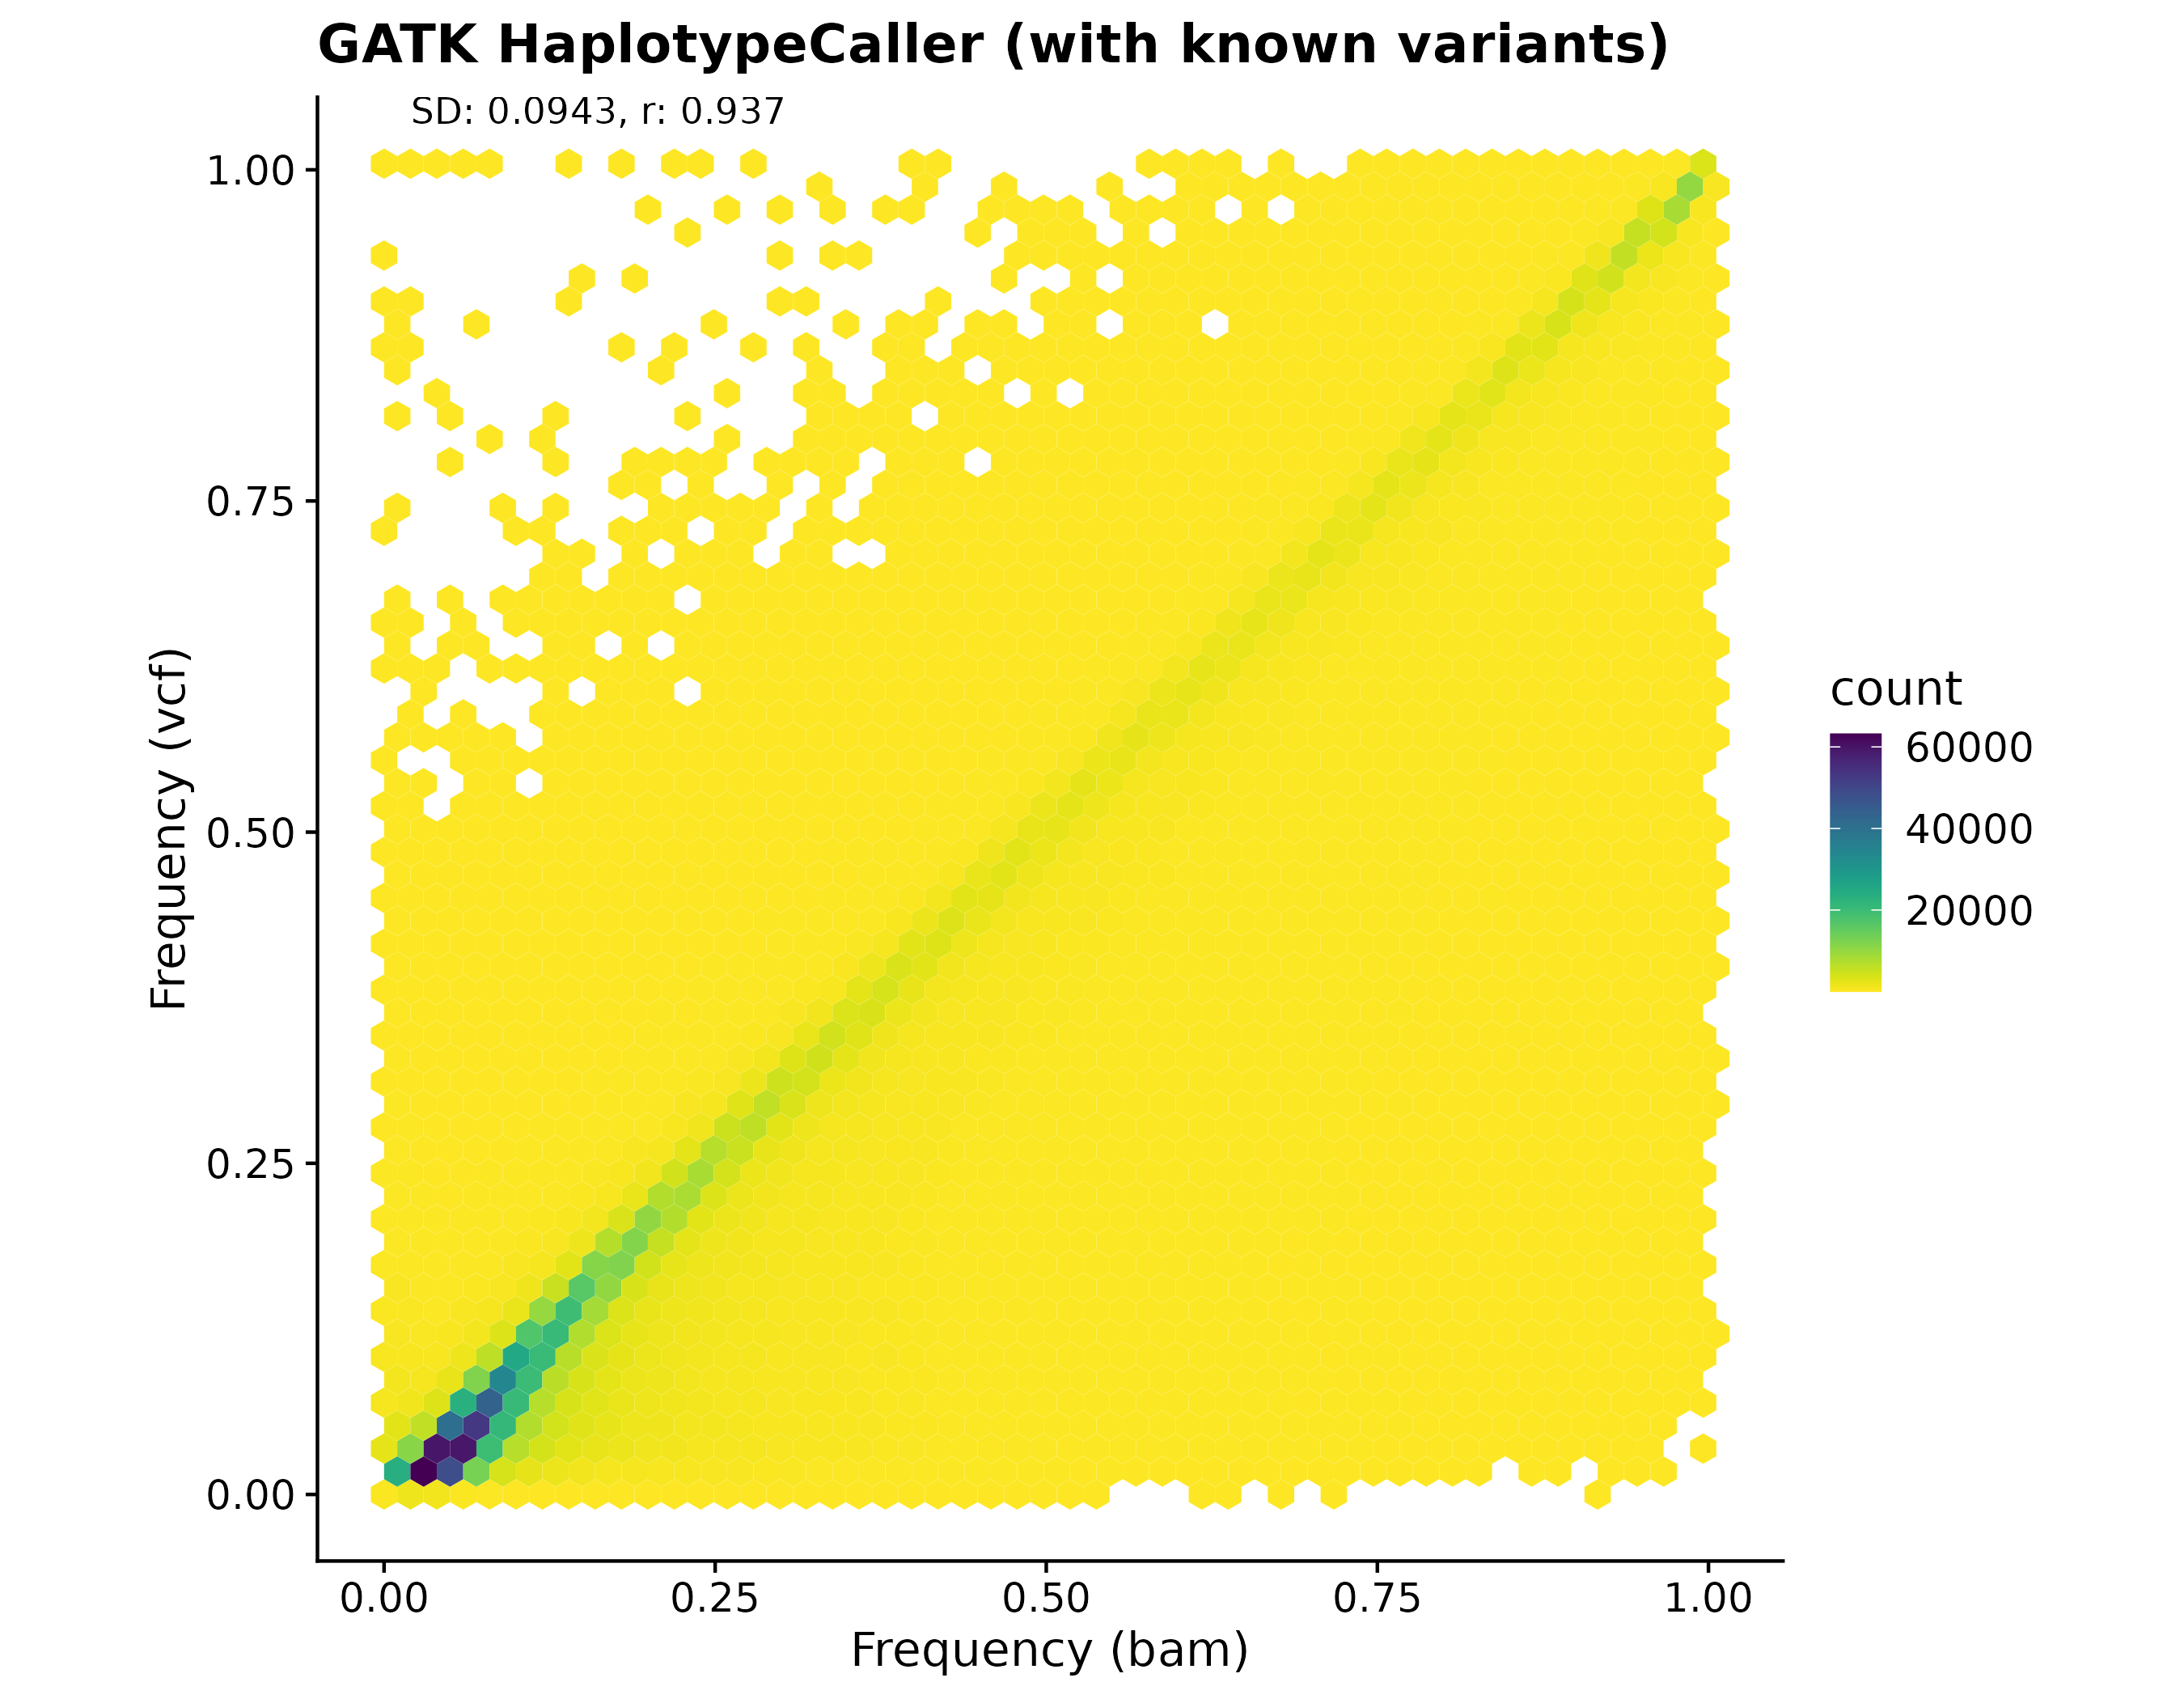 GATK HaplotypeCaller (with known variants)
SD: 0.0943, r: 0.937
1.00
0.75
0.50
0.25
0.00
Frequency (vcf)
0.00 0.25 0.50 0.75 1.00
Frequency (bam)
count
60000
40000
20000